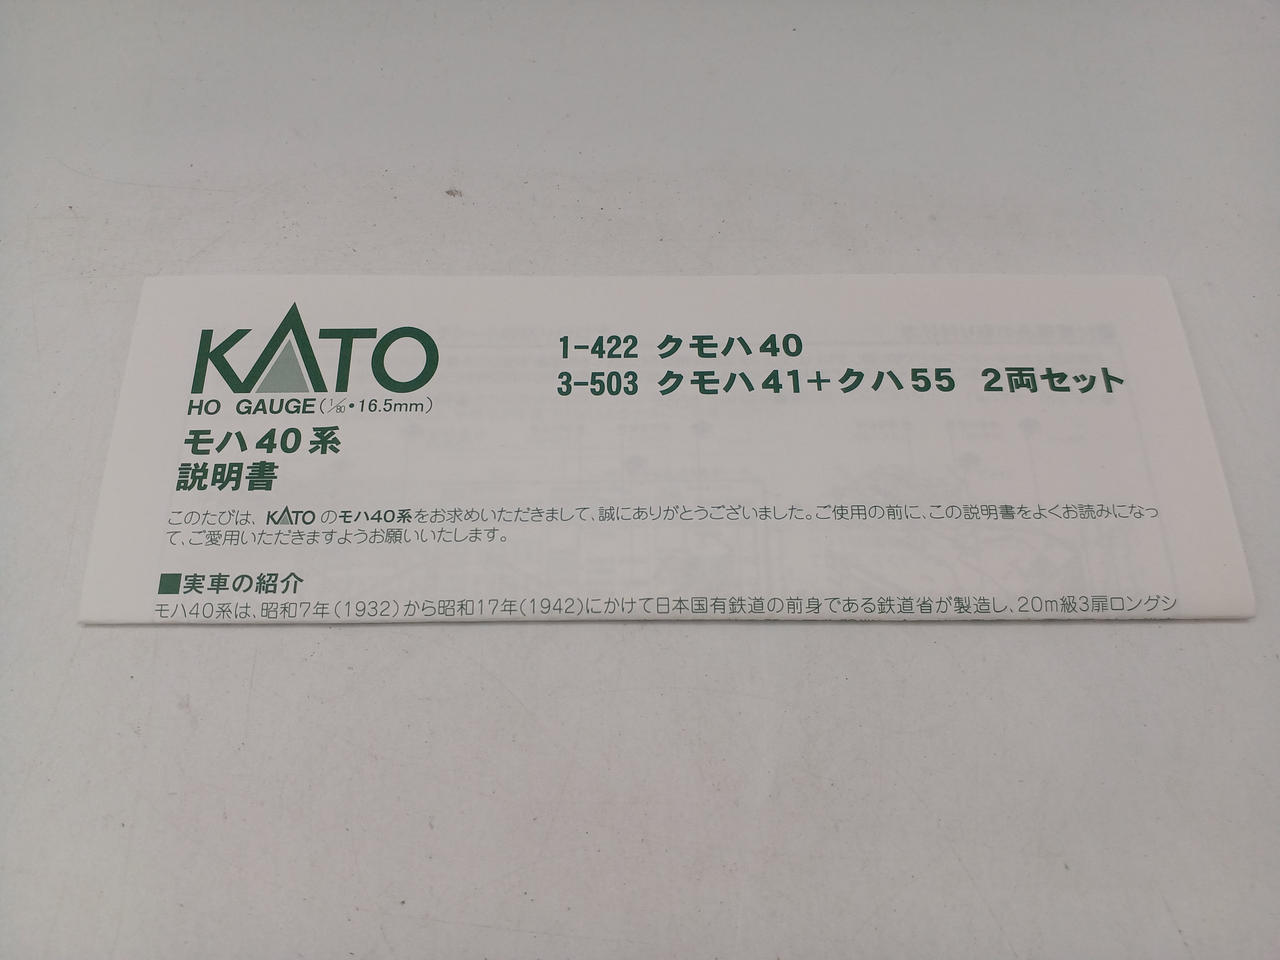 KATO
HO GAUGE(1/80・16.5mm)
モハ40系
説明書
1-422 クモハ40
3-503 クモハ41+クハ55 2両セット
このたびは、KATOのモハ40系をお求めいただきまして、誠にありがとうございました。ご使用の前に、この説明書をよくお読みになっ
て、ご愛用いただきますようお願いいたします。
■実車の紹介
モハ40系は、昭和7年(1932)から昭和17年(1942)にかけて日本国有鉄道の前身である鉄道省が製造し、20m級3扉ロングシ